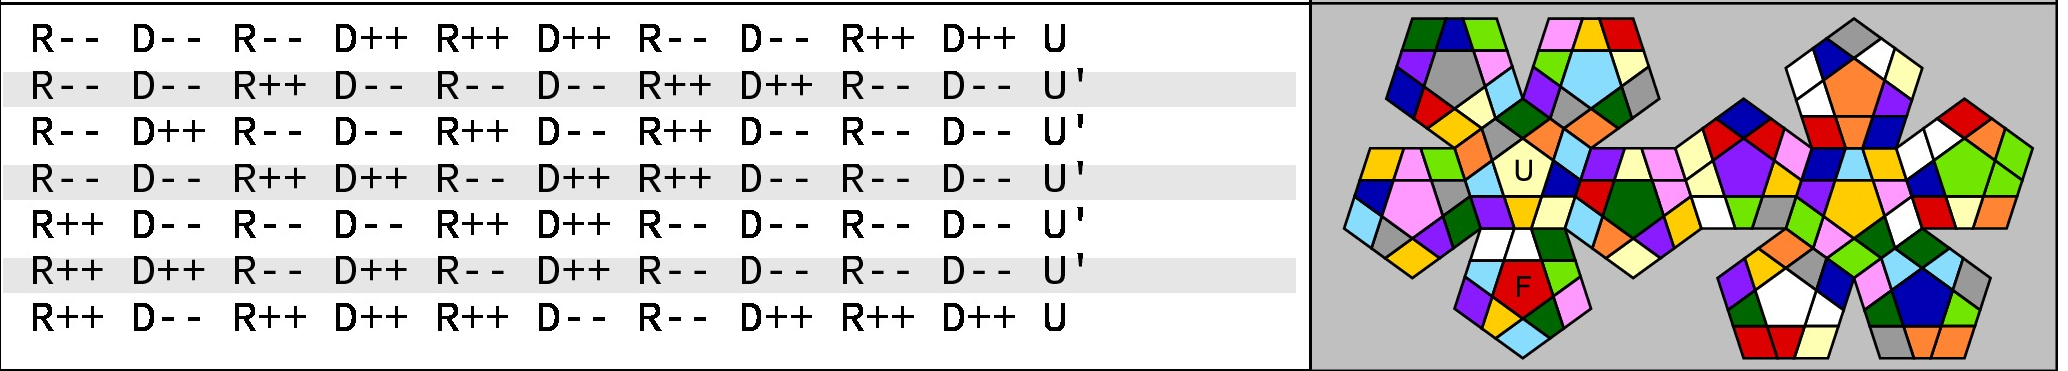 R-- D-- R-- D++ R++ D++ R-- D-- R++ D++ U
R-- D-- R++ D-- R-- D-- R++ D++ R-- D-- U'
R-- D++ R-- D-- R++ D-- R++ D-- R-- D-- U'
R-- D-- R++ D++ R-- D++ R++ D-- R-- D-- U'
R++ D-- R-- D-- R++ D++ R-- D-- R-- D-- U'
R++ D++ R-- D++ R-- D++ R-- D-- R-- D-- U'
R++ D-- R++ D++ R++ D-- R-- D++ R++ D++ U
U
F